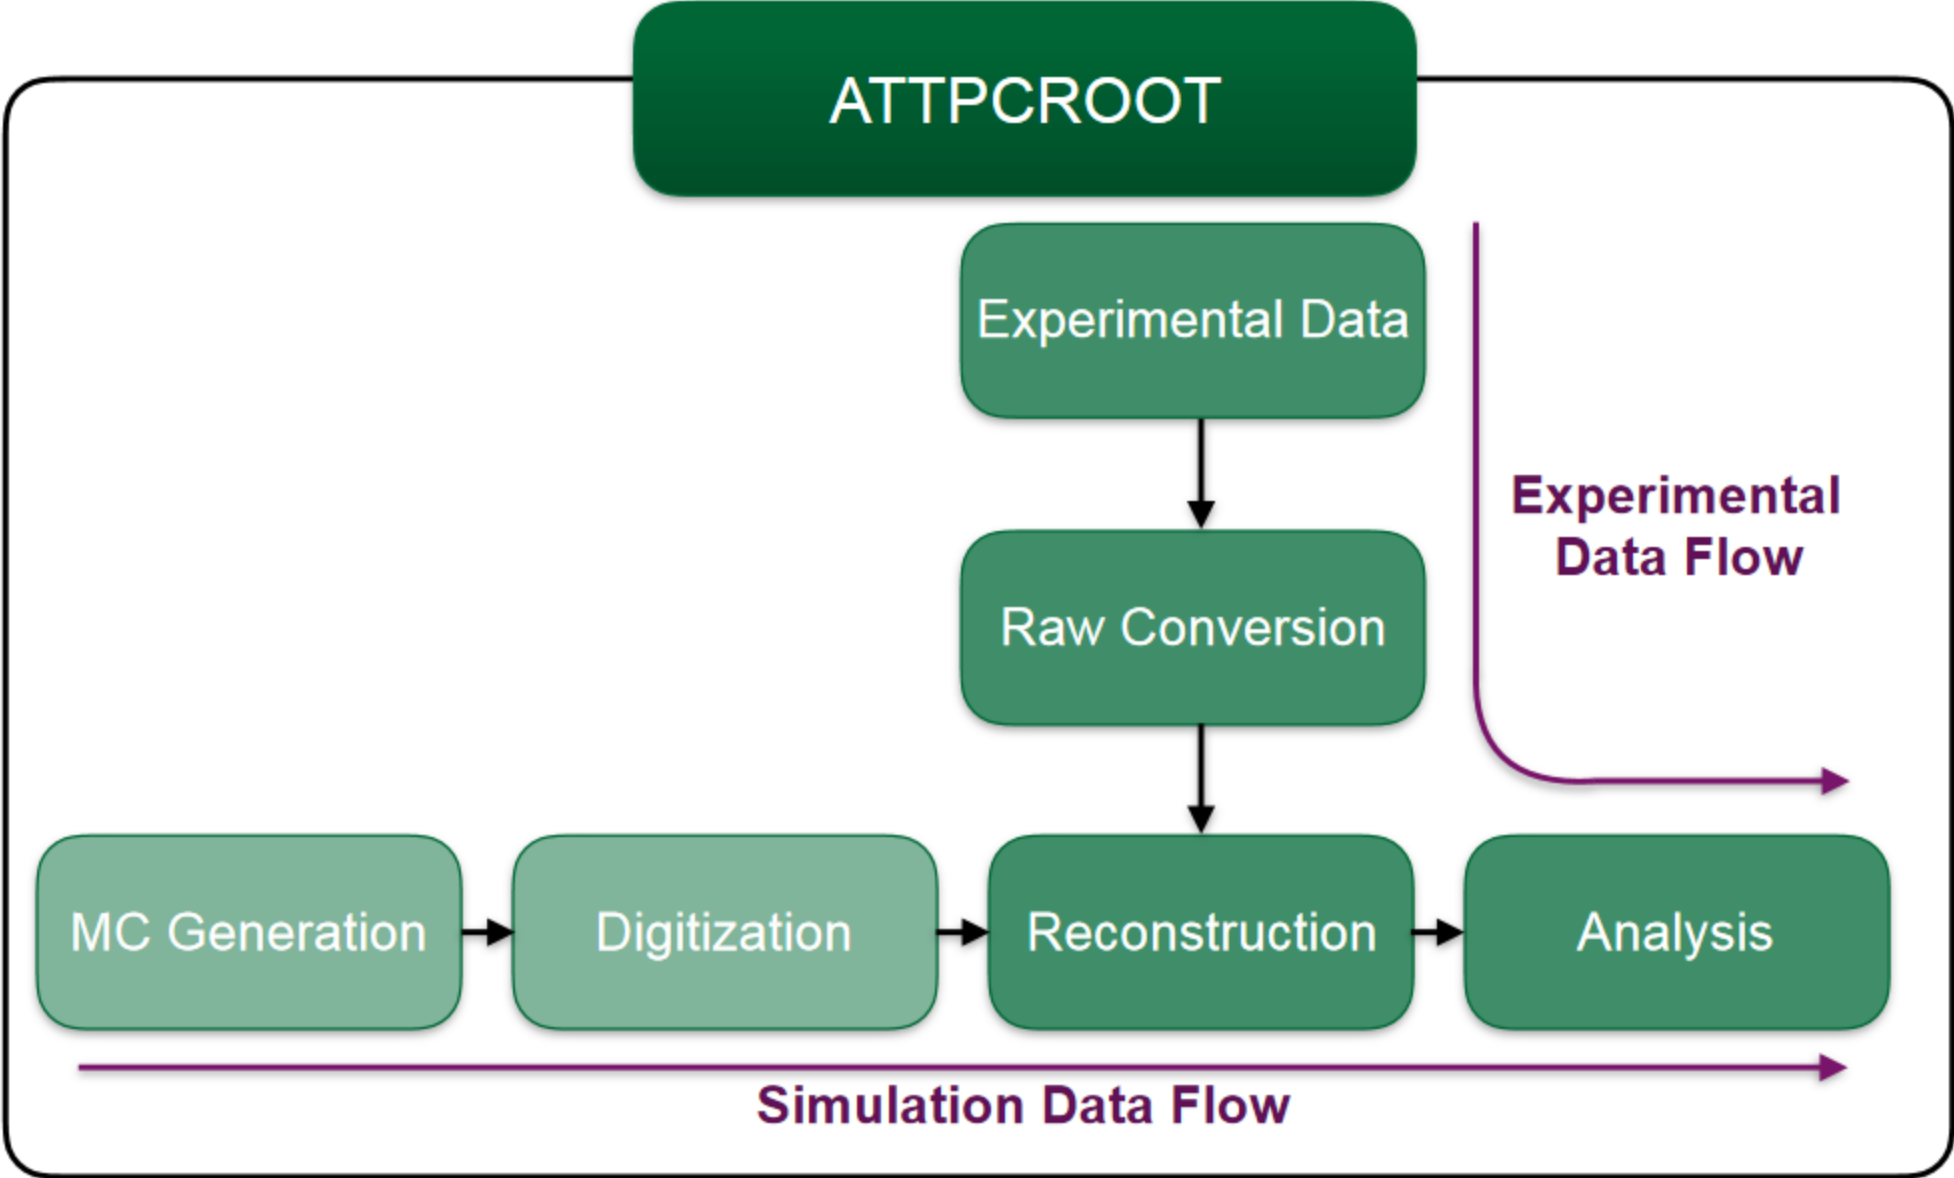 ATTPCROOT
Experimental Data
Experimental
Data Flow
Raw Conversion
MC Generation
Digitization
Reconstruction
Analysis
Simulation Data Flow